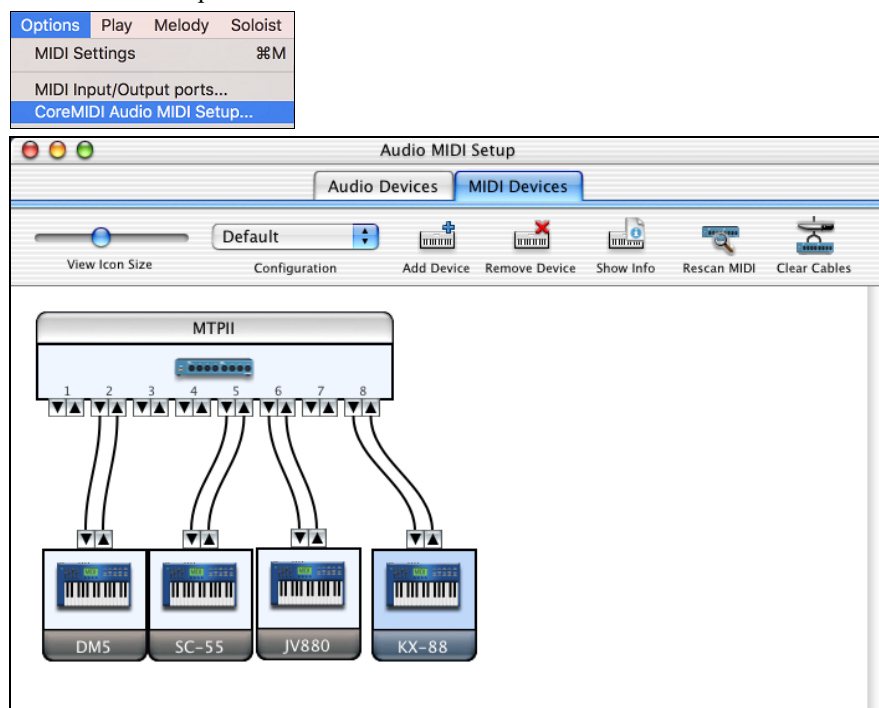 Options Play Melody Soloist
MIDI Settings ⌘M
MIDI Input/Output ports...
CoreMIDI Audio MIDI Setup...
Audio MIDI Setup
Audio Devices MIDI Devices
Default
View Icon Size Configuration Add Device Remove Device Show Info Rescan MIDI Clear Cables
MTPII
1 2 3 4 5 6 7 8
DM5 SC-55 JV880 KX-88